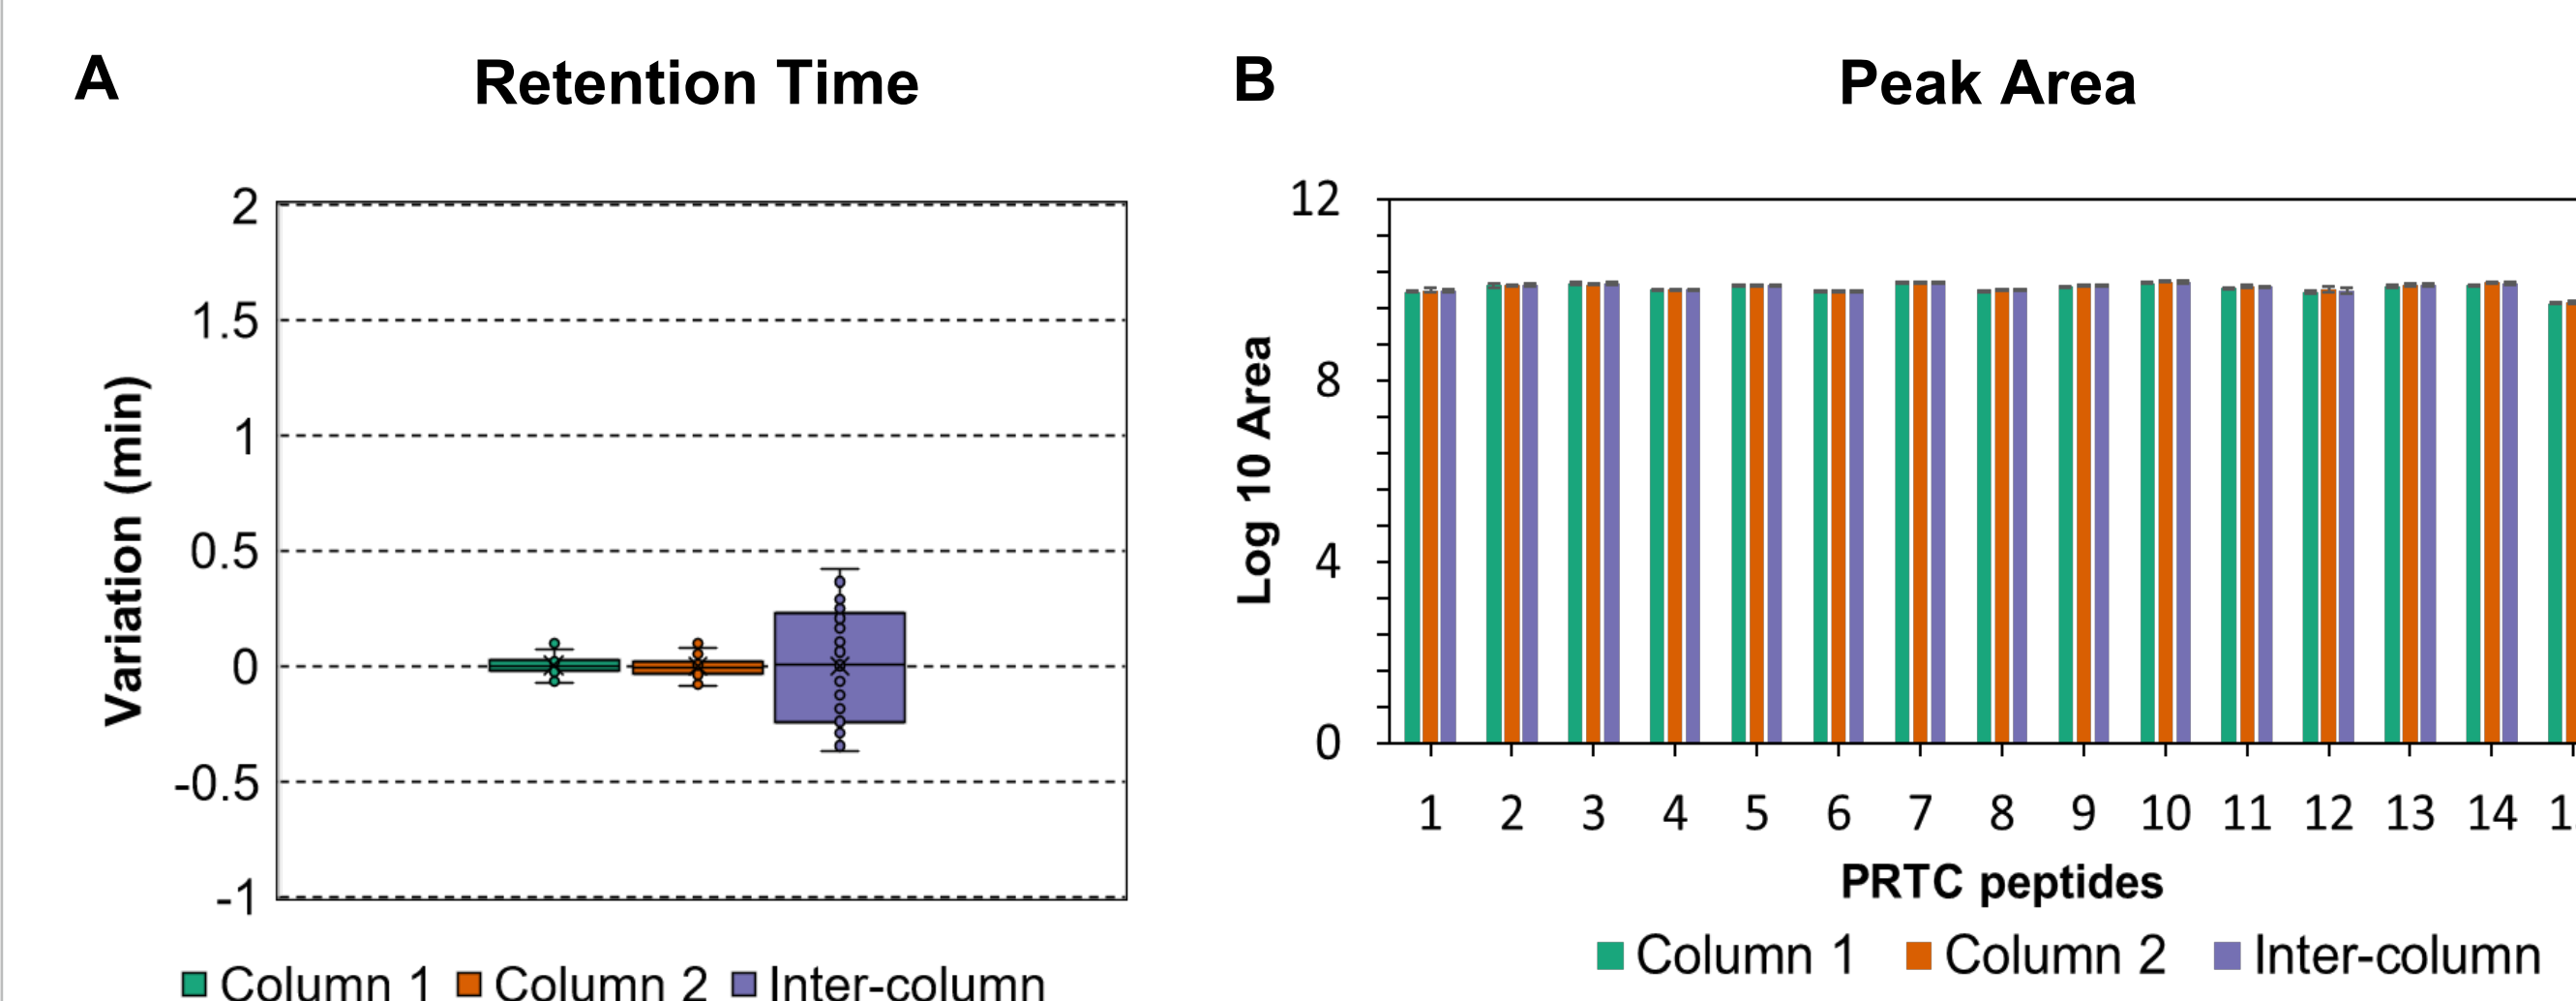 A
Retention Time
Variation (min)
2
1.5
1
0.5
0
-0.5
-1
Column 1 Column 2 Inter-column
B
Peak Area
Log 10 Area
12
8
4
0
1 2 3 4 5 6 7 8 9 10 11 12 13 14
PRTC peptides
Column 1 Column 2 Inter-column